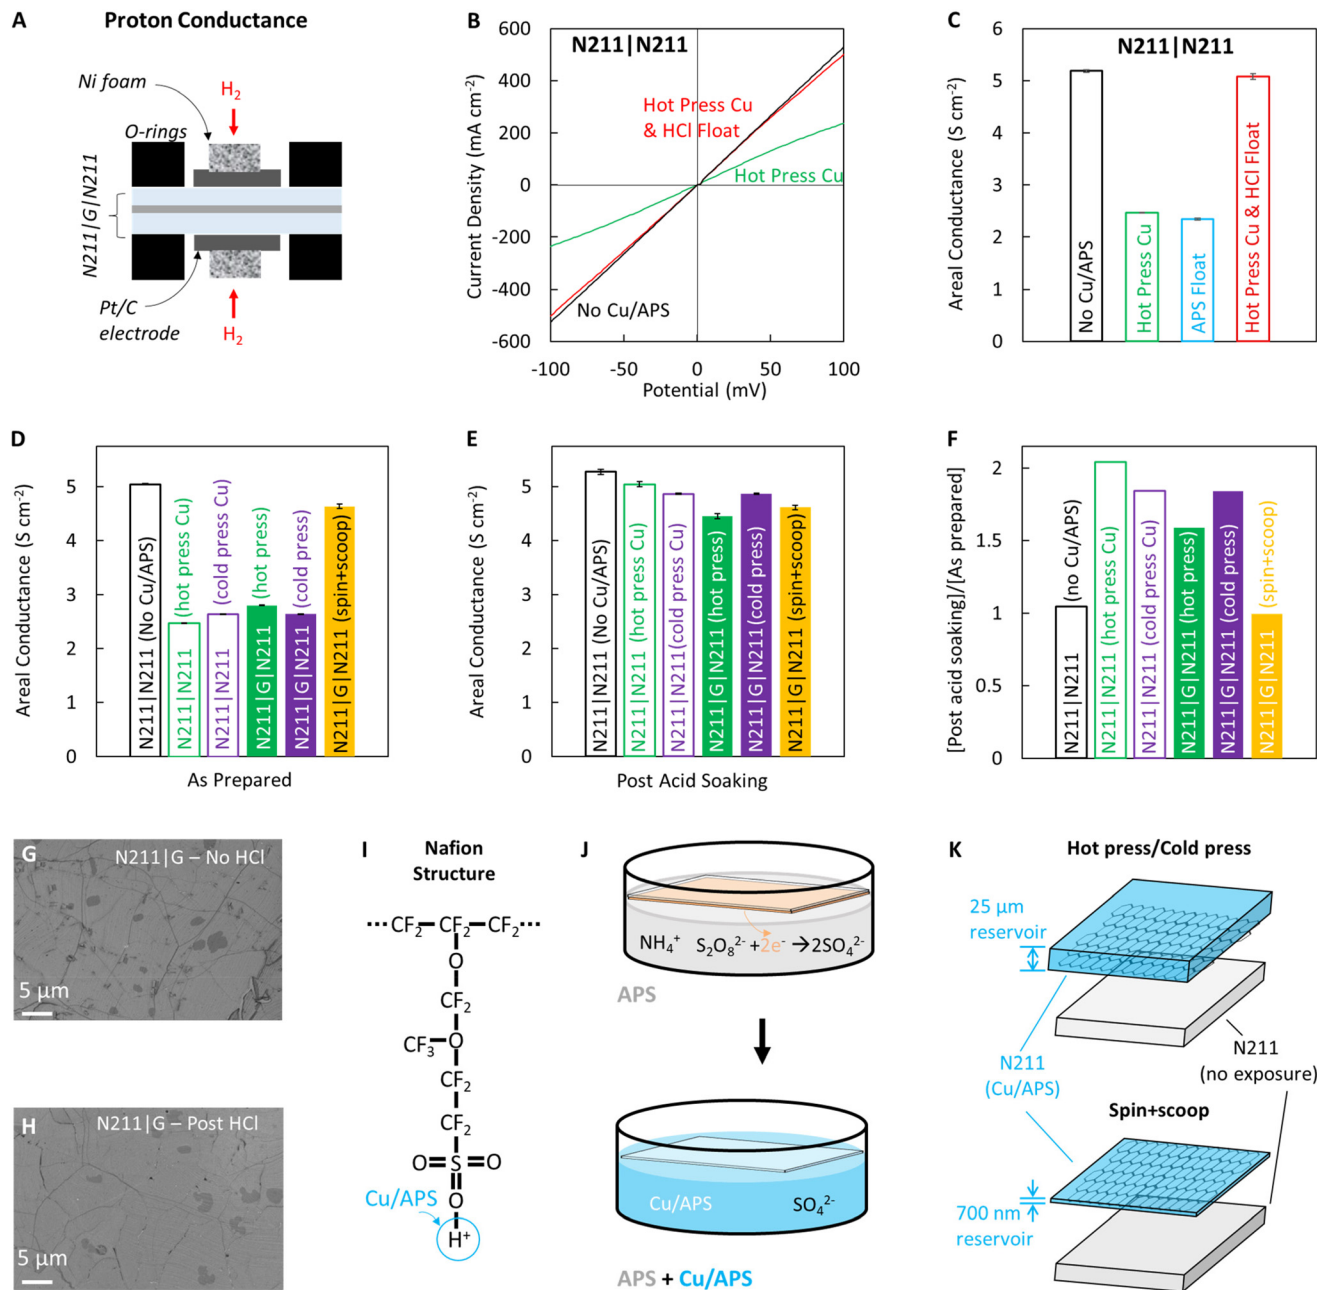 A
Proton Conductance
Ni foam
H2
O-rings
N211|G|N211
Pt/C
electrode
H2
B
N211|N211
Current Density (mA cm-2)
600
400
200
0
-200
-400
-600
Hot Press Cu
& HCl Float
Hot Press Cu
No Cu/APS
-100
-50
0
50
100
Potential (mV)
C
N211|N211
Areal Conductance (S cm-2)
6
5
4
3
2
1
0
No Cu/APS
Hot Press Cu
APS Float
Hot Press Cu & HCl Float
D
Areal Conductance (S cm-2)
5
4
3
2
1
0
N211|N211 (No Cu/APS)
N211|N211 (hot press Cu)
N211|N211 (cold press Cu)
N211|G|N211 (hot press)
N211|G|N211 (cold press)
N211|G|N211 (spin+scoop)
As Prepared
E
Areal Conductance (S cm-2)
5
4
3
2
1
0
N211|N211 (No Cu/APS)
N211|N211 (hot press Cu)
N211|N211 (cold press Cu)
N211|G|N211 (hot press)
N211|G|N211 (cold press)
N211|G|N211 (spin+scoop)
Post Acid Soaking
F
[Post acid soaking]/[As prepared]
2
1.5
1
0.5
0
N211|N211 (no Cu/APS)
N211|N211 (hot press Cu)
N211|N211 (cold press Cu)
N211|G|N211 (hot press)
N211|G|N211 (cold press)
N211|G|N211 (spin+scoop)
G
N211|G – No HCl
5 µm
H
N211|G – Post HCl
5 µm
I
Nafion
Structure
CF2 CF2 CF2
O
CF2
CF3 O
CF2
CF2
O S O
O
Cu/APS
H+
J
NH4+ S2O82- +2e- →2SO42-
APS
Cu/APS SO42-
APS + Cu/APS
K
Hot press/Cold press
25 µm
reservoir
N211
(Cu/APS)
N211
(no exposure)
Spin+scoop
700 nm
reservoir